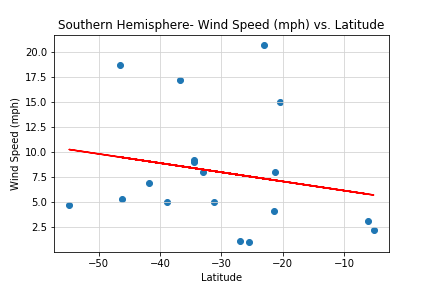 Southern Hemisphere- Wind Speed (mph) vs. Latitude
Wind Speed (mph)
20.0
17.5
15.0
12.5
10.0
7.5
5.0
2.5
−50 −40 −30 −20 −10
Latitude